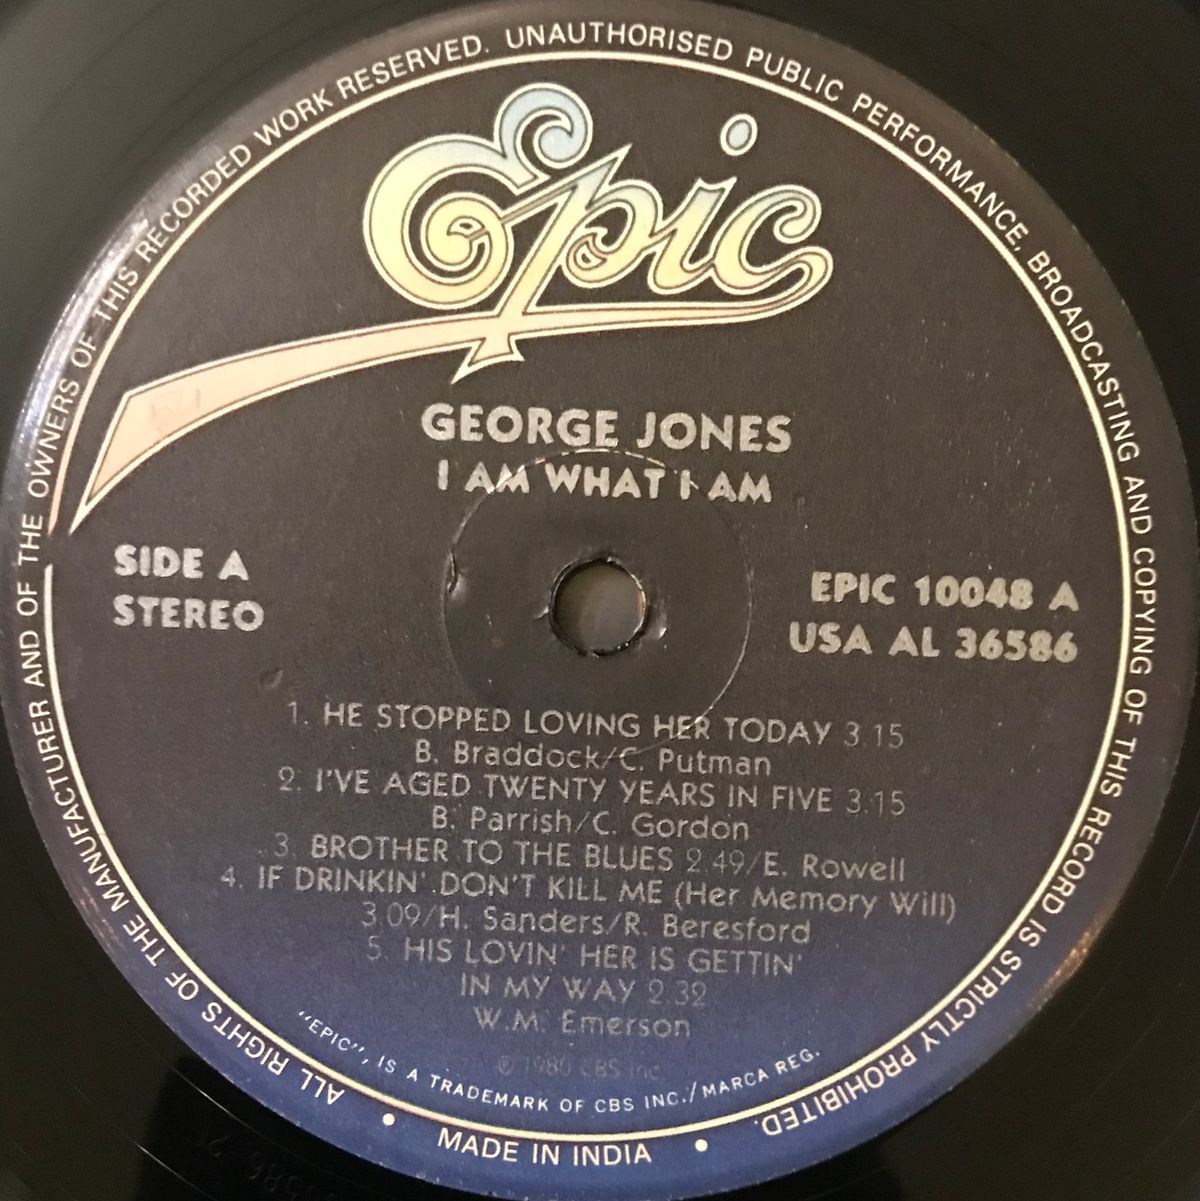 ALL RIGHTS OF THE MANUFACTURER AND OF THE OWNERS OF THIS RECORDED WORK RESERVED. UNAUTHORISED PUBLIC PERFORMANCE, BROADCASTING AND COPYING OF THIS RECORD IS STRICTLY PROHIBITED.
Epic
GEORGE JONES
I AM WHAT I AM
SIDE A
STEREO
EPIC 10048 A
USA AL 36586
1. HE STOPPED LOVING HER TODAY 3.15
B. Braddock/C. Putman
2. I'VE AGED TWENTY YEARS IN FIVE 3.15
B. Parrish/C. Gordon
3. BROTHER TO THE BLUES 2.49/E. Rowell
4. IF DRINKIN' DON'T KILL ME (Her Memory Will)
3.09/H. Sanders/R. Beresford
5. HIS LOVIN' HER IS GETTIN'
IN MY WAY 2.32
W.M. Emerson
℗ 1980 CBS Inc.
"EPIC", IS A TRADEMARK OF CBS INC./MARCA REG.
• MADE IN INDIA •